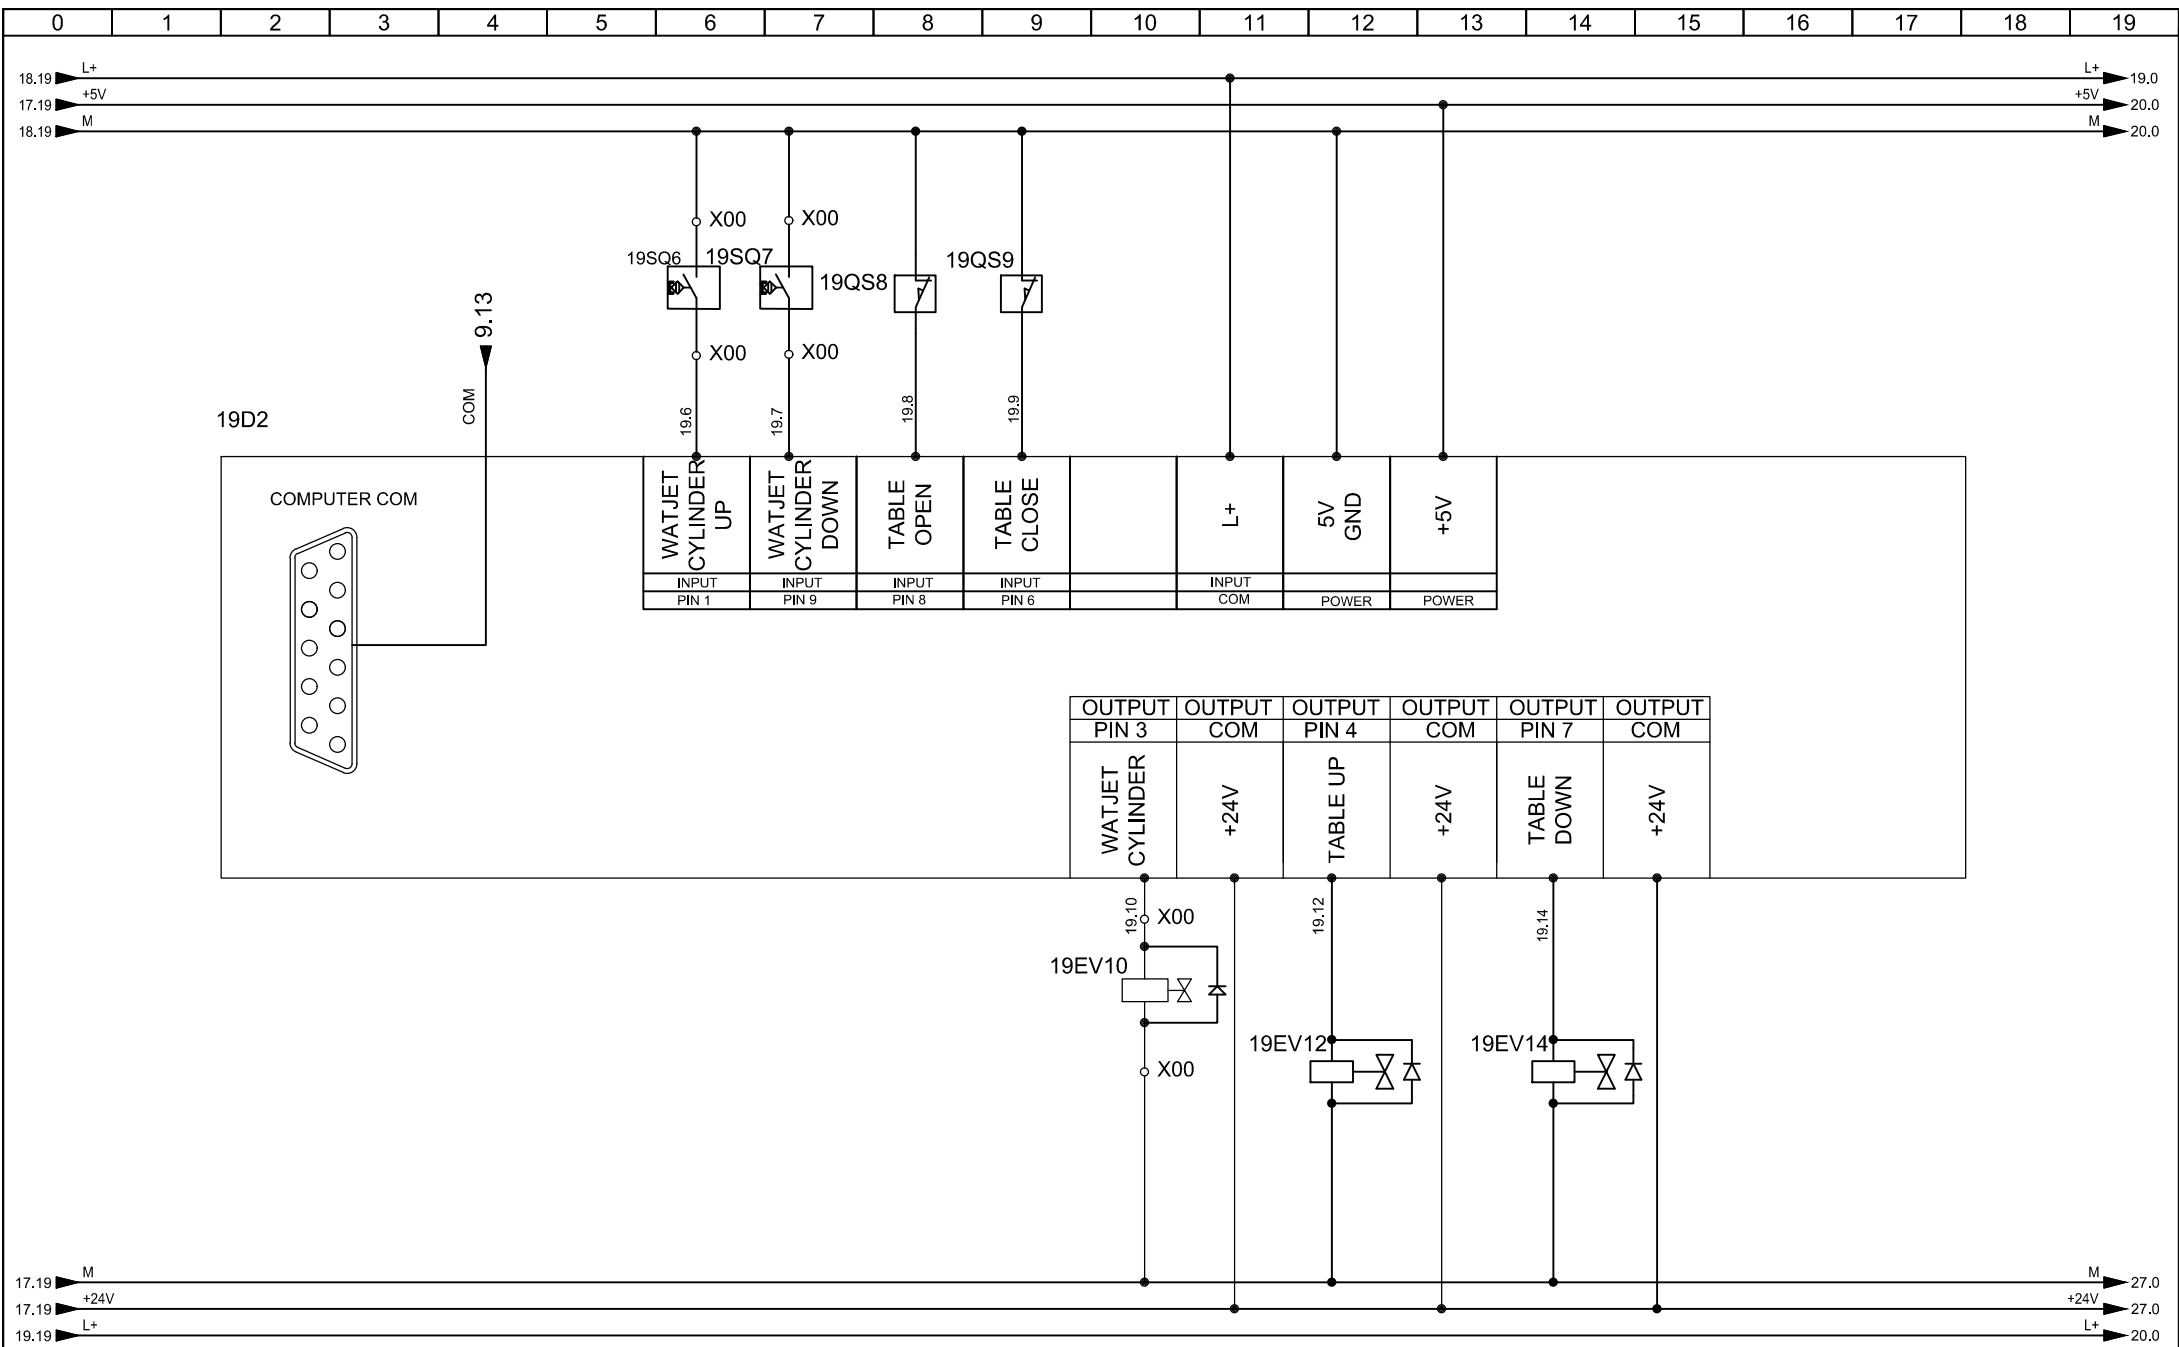 0 1 2 3 4 5 6 7 8 9 10 11 12 13 14 15 16 17 18 19
18.19 L+ L+ 19.0
17.19 +5V +5V 20.0
18.19 M M 20.0
X00 X00
19SQ6 19SQ7 19QS8 19QS9
9.13
X00 X00
COM
19.6 19.7 19.8 19.9
19D2
COMPUTER COM
WATJET
CYLINDER
UP
INPUT
PIN 1
WATJET
CYLINDER
DOWN
INPUT
PIN 9
TABLE
OPEN
INPUT
PIN 8
TABLE
CLOSE
INPUT
PIN 6
L+
INPUT
COM
5V
GND
POWER
+5V
POWER
OUTPUT OUTPUT OUTPUT OUTPUT OUTPUT OUTPUT
PIN 3 COM PIN 4 COM PIN 7 COM
WATJET
CYLINDER
+24V
TABLE UP
+24V
TABLE
DOWN
+24V
19.10 X00 19.12 19.14
19EV10
19EV12 19EV14
X00
17.19 M M 27.0
17.19 +24V +24V 27.0
19.19 L+ L+ 20.0